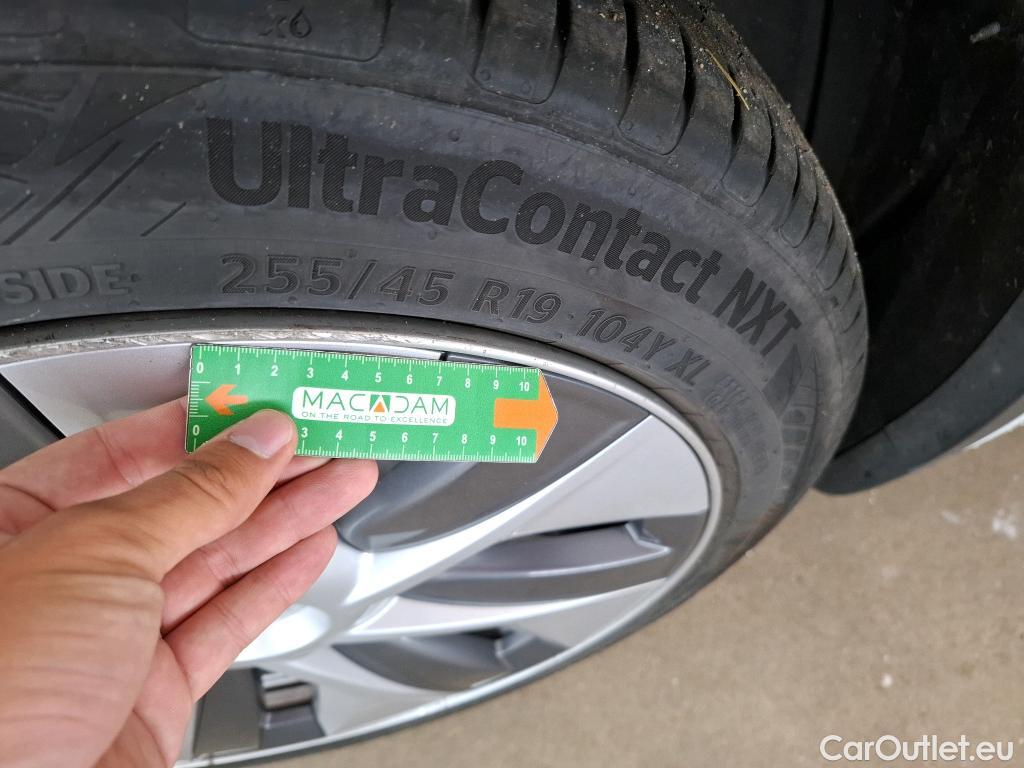 x6
UltraContact NXT
SIDE
255/45 R19 104Y XL
0 1 2 3 4 5 6 7 8 9 10
MACADAM
ON THE ROAD TO EXCELLENCE
0 3 4 5 6 7 8 9 10
CarOutlet.eu